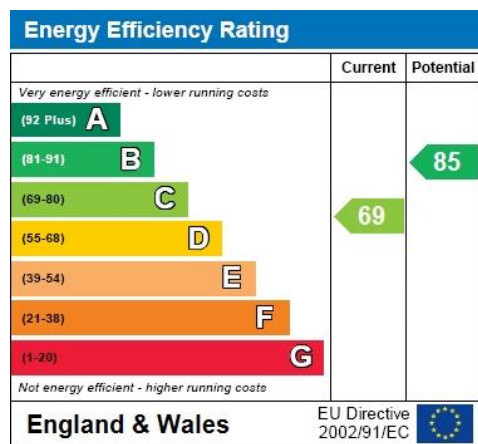 Energy Efficiency Rating
Current Potential
Very energy efficient - lower running costs
(92 Plus) A
(81-91) B
85
(69-80) C
69
(55-68) D
(39-54) E
(21-38) F
(1-20) G
Not energy efficient - higher running costs
England & Wales
EU Directive
2002/91/EC